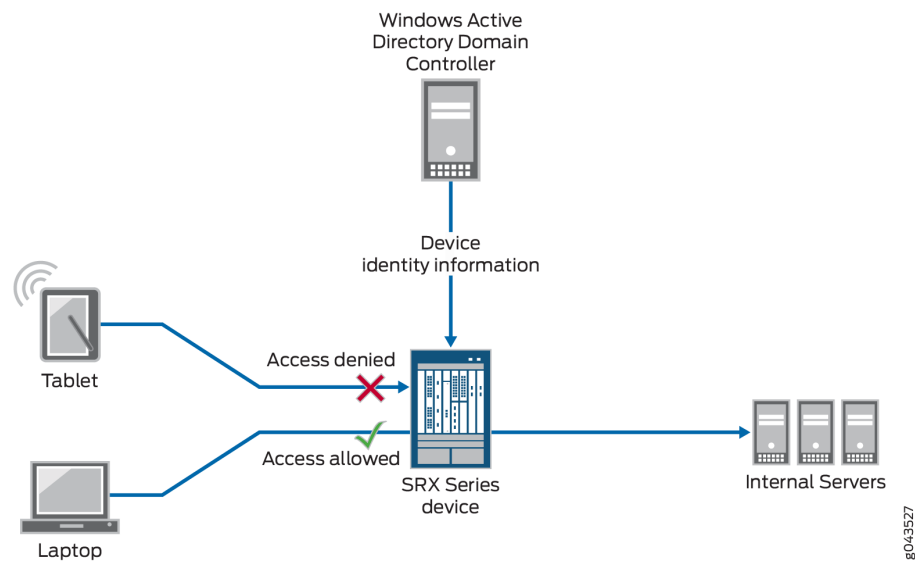 Windows Active
Directory Domain
Controller
Device
identity information
Access denied
Tablet
Access allowed
SRX Series
device
Internal Servers
Laptop
g043527